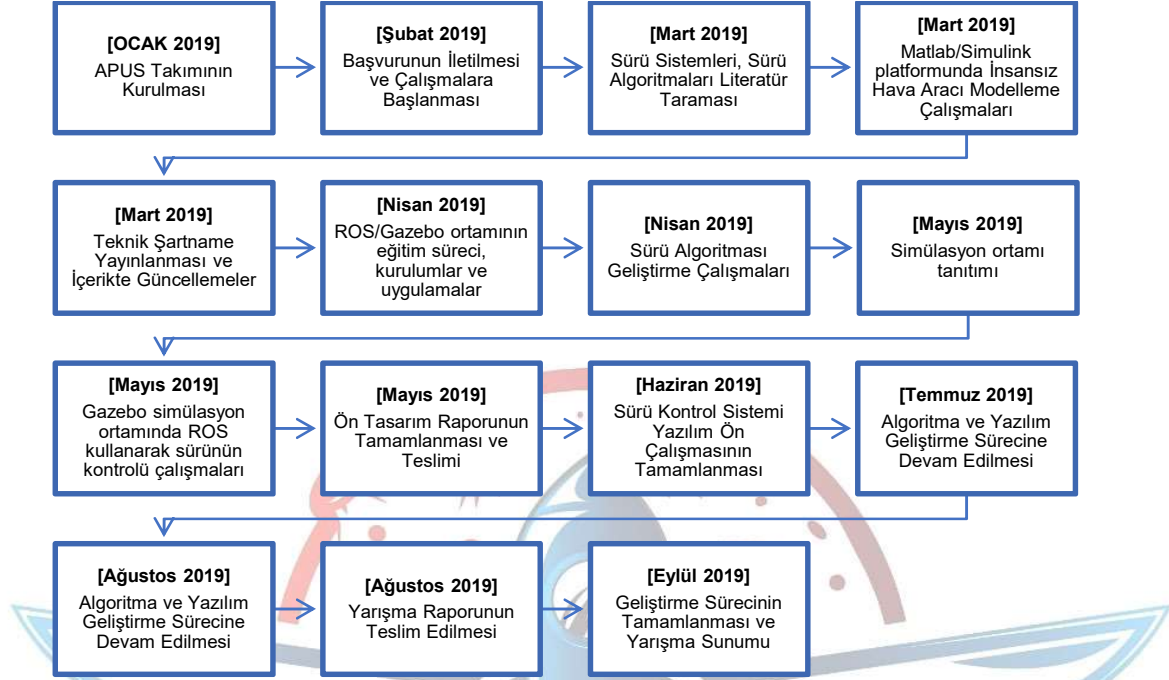 [OCAK 2019]
APUS Takımının
Kurulması
[Şubat 2019]
Başvurunun İletilmesi
ve Çalışmalara
Başlanması
[Mart 2019]
Sürü Sistemleri, Sürü
Algoritmaları Literatür
Taraması
[Mart 2019]
Matlab/Simulink
platformunda İnsansız
Hava Aracı Modelleme
Çalışmaları
[Mart 2019]
Teknik Şartname
Yayınlanması ve
İçerikte Güncellemeler
[Nisan 2019]
ROS/Gazebo ortamının
eğitim süreci,
kurulumlar ve
uygulamalar
[Nisan 2019]
Sürü Algoritması
Geliştirme Çalışmaları
[Mayıs 2019]
Simülasyon ortamı
tanıtımı
[Mayıs 2019]
Gazebo simülasyon
ortamında ROS
kullanarak sürünün
kontrolü çalışmaları
[Mayıs 2019]
Ön Tasarım Raporunun
Tamamlanması ve
Teslimi
[Haziran 2019]
Sürü Kontrol Sistemi
Yazılım Ön
Çalışmasının
Tamamlanması
[Temmuz 2019]
Algoritma ve Yazılım
Geliştirme Sürecine
Devam Edilmesi
[Ağustos 2019]
Algoritma ve Yazılım
Geliştirme Sürecine
Devam Edilmesi
[Ağustos 2019]
Yarışma Raporunun
Teslim Edilmesi
[Eylül 2019]
Geliştirme Sürecinin
Tamamlanması ve
Yarışma Sunumu